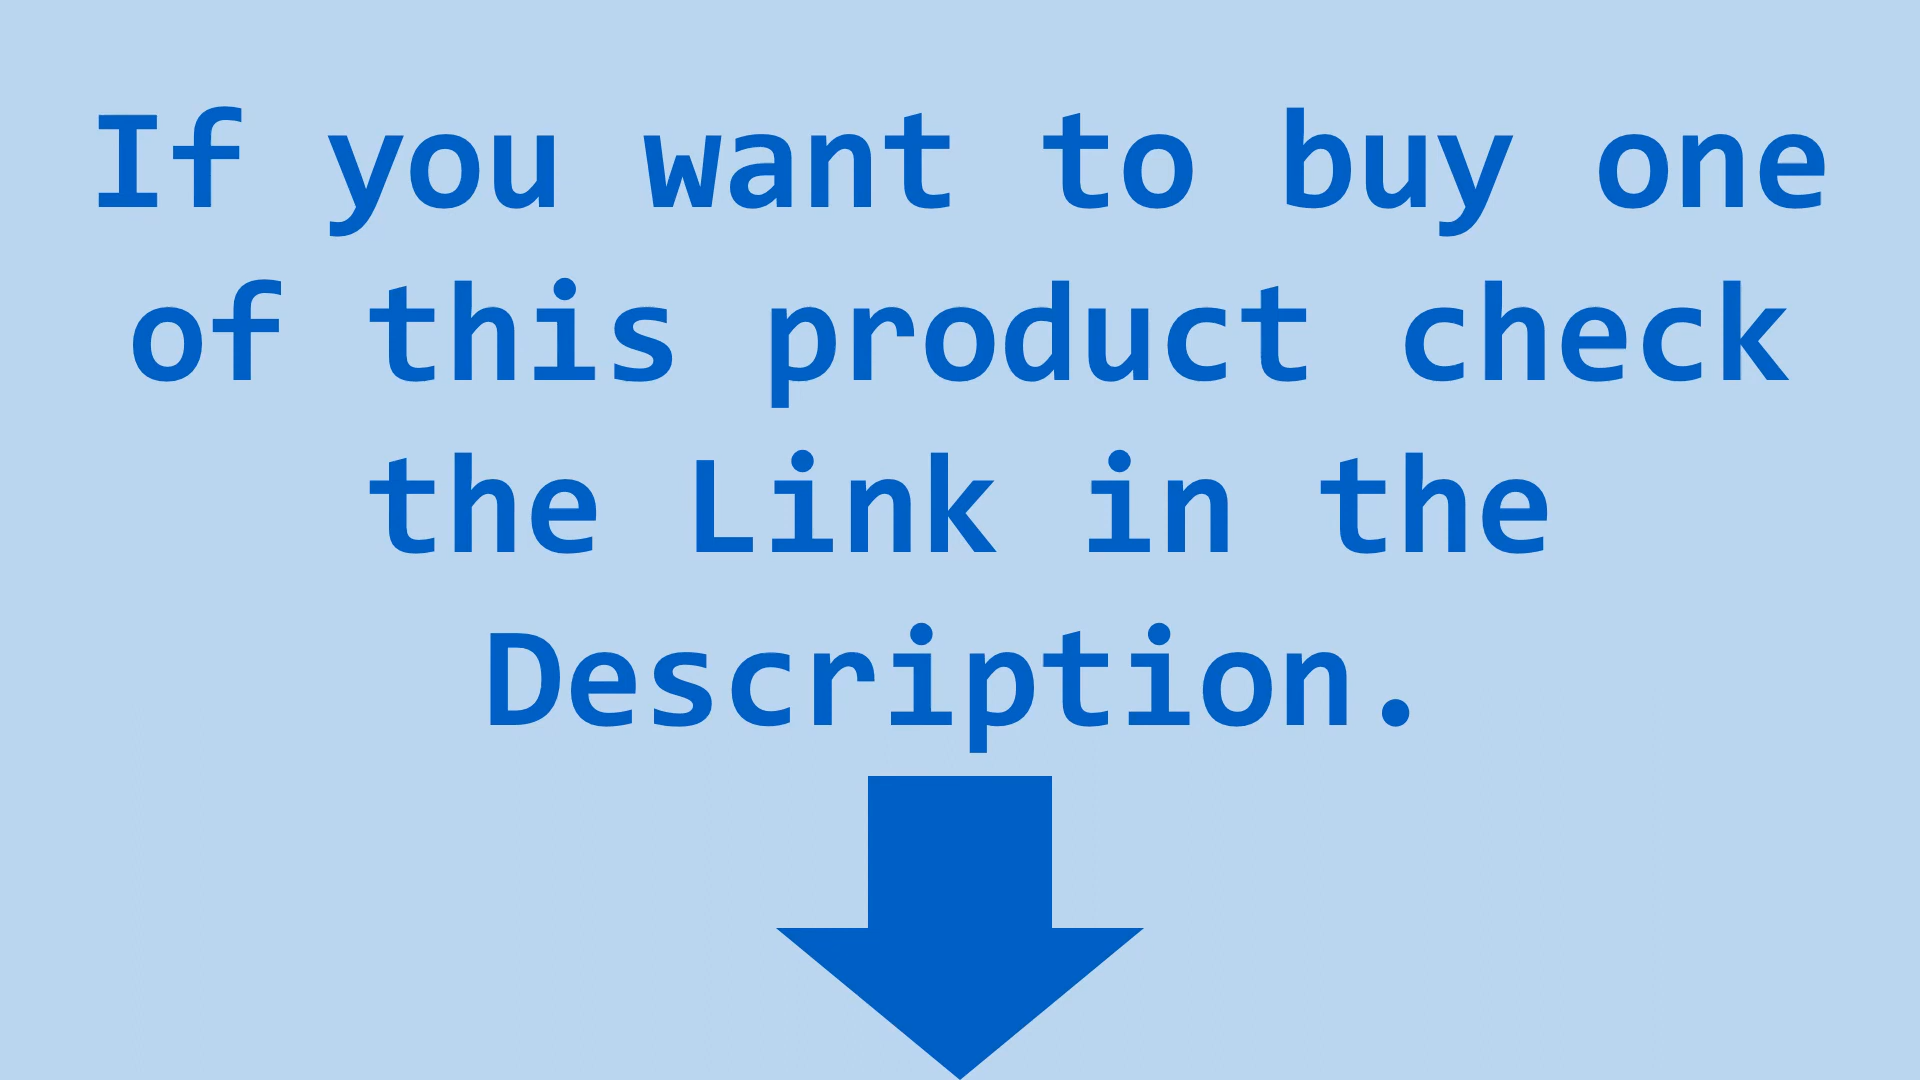 If you want to buy one
of this product check
the Link in the
Description.